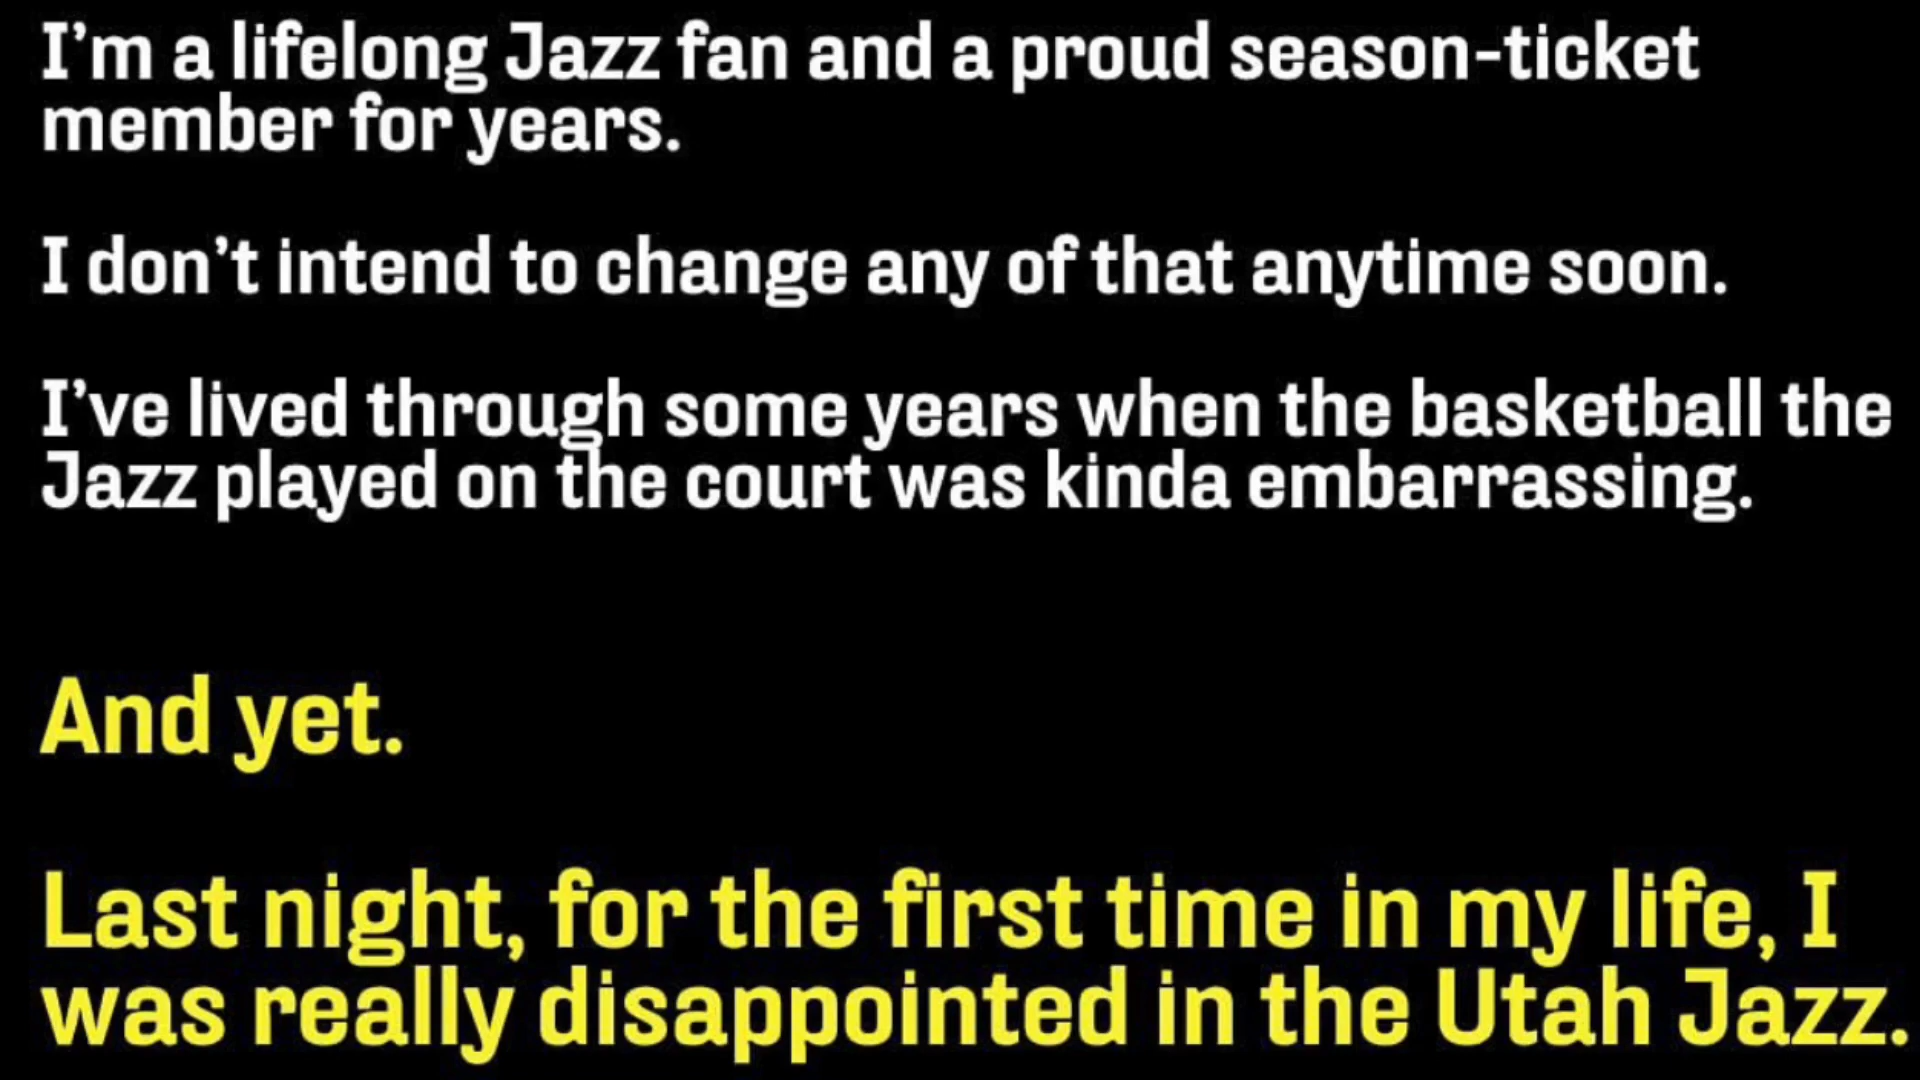 I’m a lifelong Jazz fan and a proud season-ticket
member for years.
I don’t intend to change any of that anytime soon.
I’ve lived through some years when the basketball the
Jazz played on the court was kinda embarrassing.
And yet.
Last night, for the first time in my life, I
was really disappointed in the Utah Jazz.